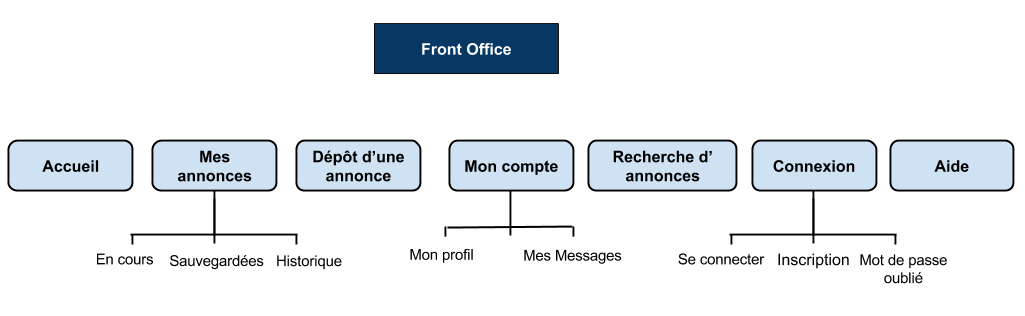 Front Office
Accueil
Mes
annonces
Dépôt d’une
annonce
Mon compte
Recherche d’
annonces
Connexion
Aide
En cours
Sauvegardées
Historique
Mon profil
Mes Messages
Se connecter
Inscription
Mot de passe
oublié